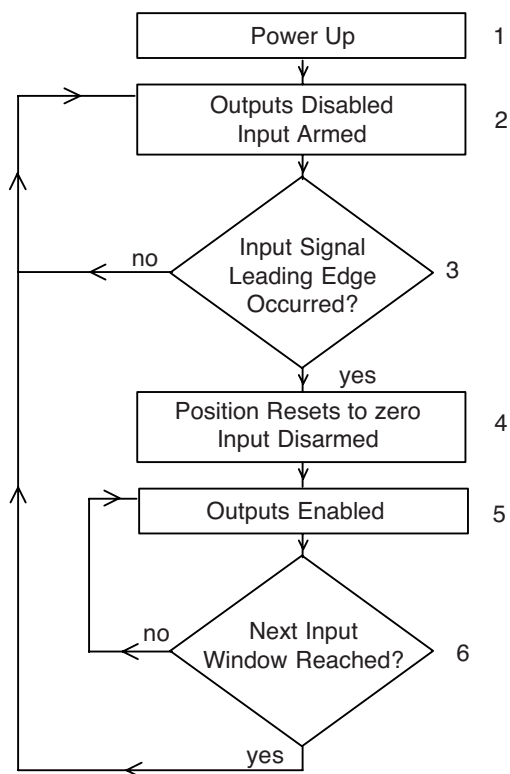 Power Up
1
Outputs Disabled
Input Armed
2
Input Signal
Leading Edge
Occurred?
3
no
yes
Position Resets to zero
Input Disarmed
4
Outputs Enabled
5
Next Input
Window Reached?
6
no
yes